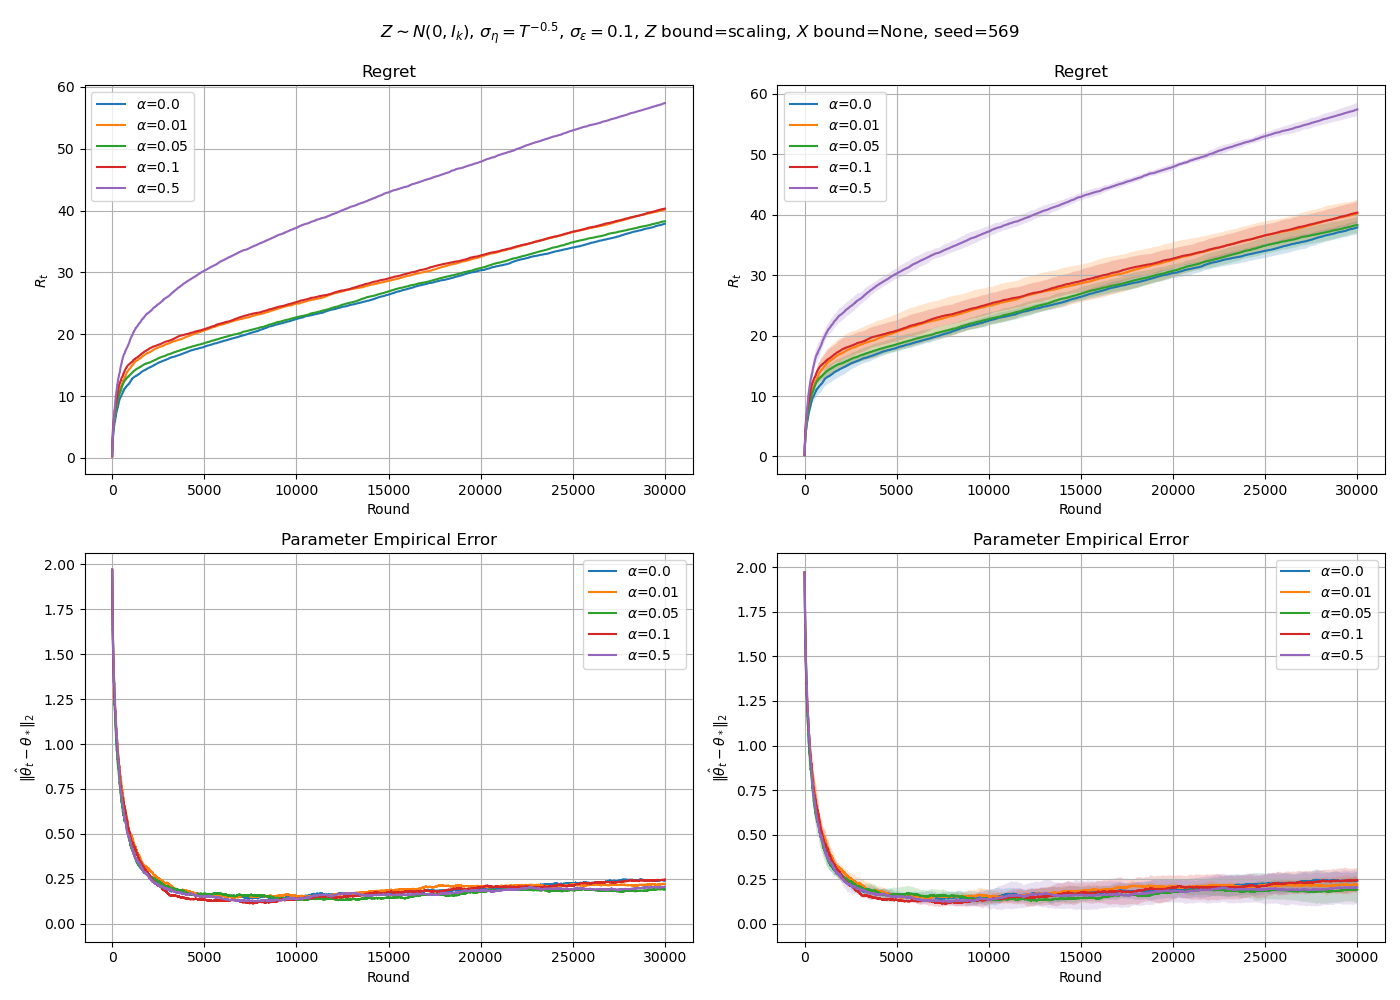 Z ~ N(0, I_k), σ_η = T^{−0.5}, σ_ε = 0.1, Z bound=scaling, X bound=None, seed=569
Regret
60
50
40
30
20
10
0
R_t
α=0.0
α=0.01
α=0.05
α=0.1
α=0.5
0 5000 10000 15000 20000 25000 30000
Round
Regret
60
50
40
30
20
10
0
R_t
α=0.0
α=0.01
α=0.05
α=0.1
α=0.5
0 5000 10000 15000 20000 25000 30000
Round
Parameter Empirical Error
2.00
1.75
1.50
1.25
1.00
0.75
0.50
0.25
0.00
‖θ̂_t − θ_*‖_2
α=0.0
α=0.01
α=0.05
α=0.1
α=0.5
0 5000 10000 15000 20000 25000 30000
Round
Parameter Empirical Error
2.00
1.75
1.50
1.25
1.00
0.75
0.50
0.25
0.00
‖θ̂_t − θ_*‖_2
α=0.0
α=0.01
α=0.05
α=0.1
α=0.5
0 5000 10000 15000 20000 25000 30000
Round